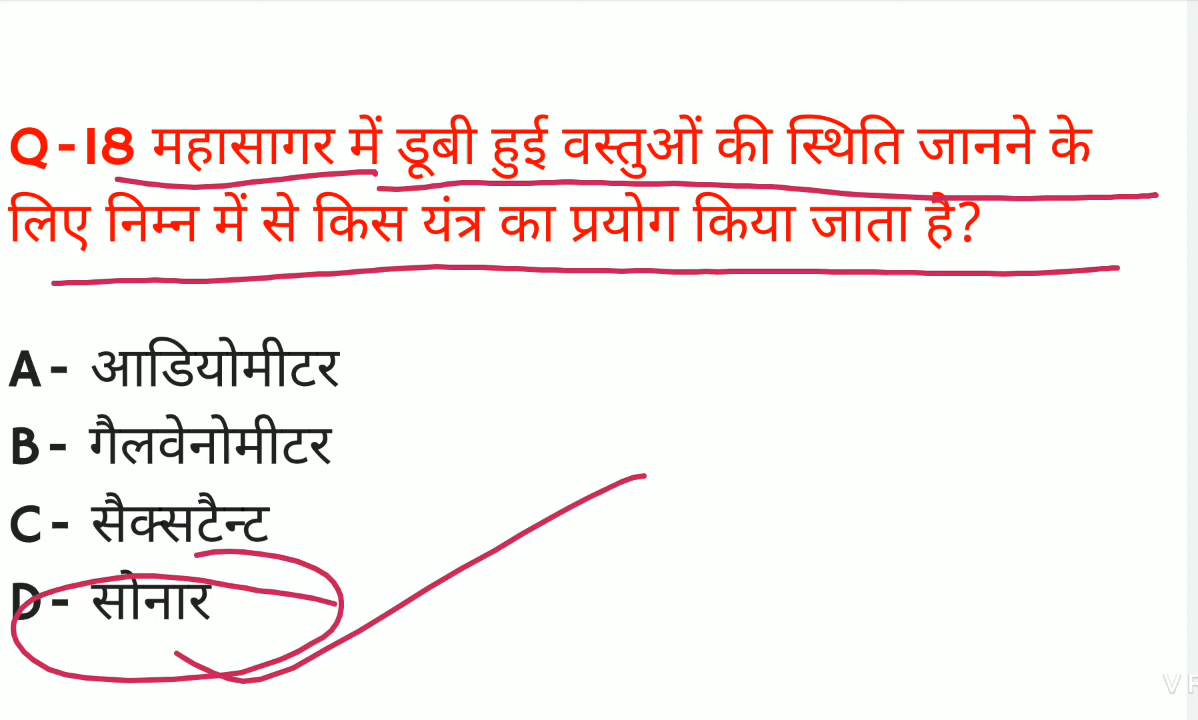 Q-18 महासागर में डूबी हुई वस्तुओं की स्थिति जानने के
लिए निम्न में से किस यंत्र का प्रयोग किया जाता है?
A- आडियोमीटर
B- गैलवेनोमीटर
C- सैक्सटैन्ट
D- सोनार